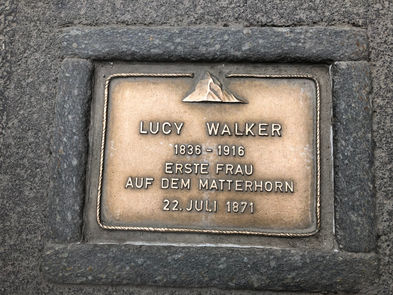 LUCY WALKER
1836 - 1916
ERSTE FRAU
AUF DEM MATTERHORN
22. JULI 1871